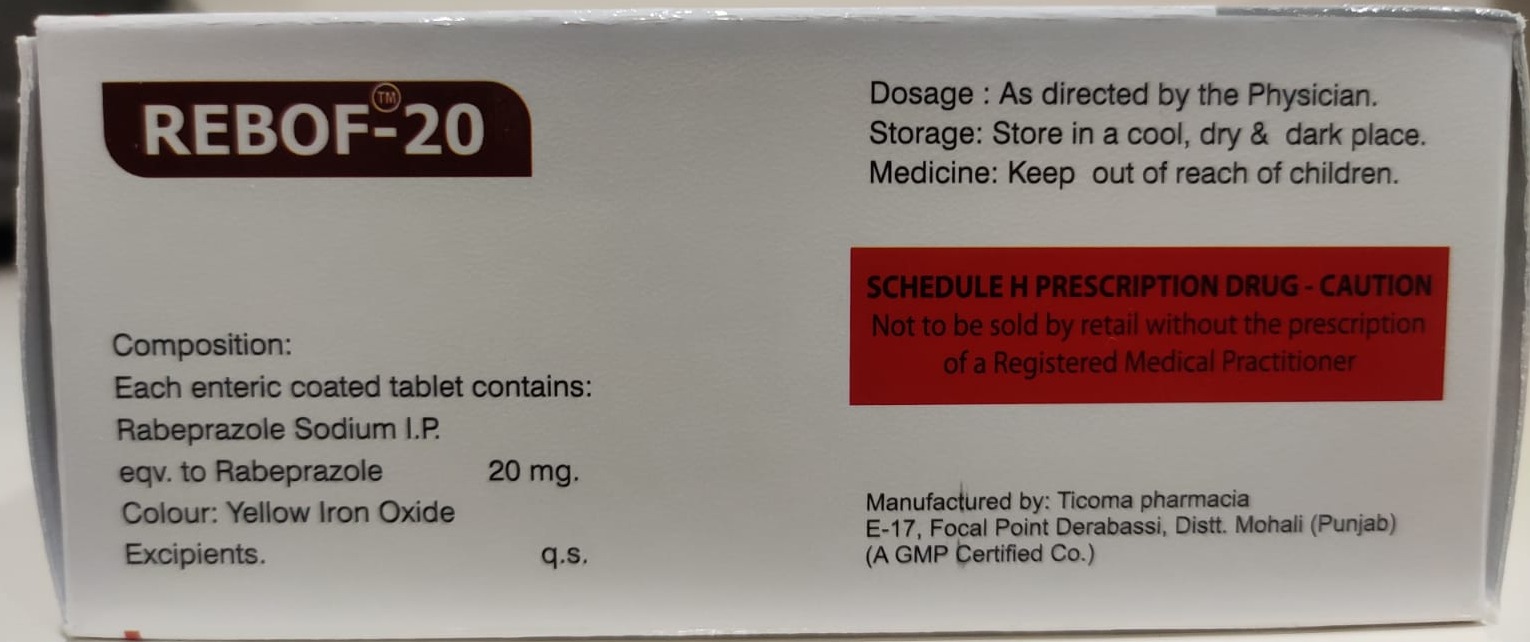 REBOF-20
TM
Composition:
Each enteric coated tablet contains:
Rabeprazole Sodium I.P.
eqv. to Rabeprazole 20 mg.
Colour: Yellow Iron Oxide
Excipients. q.s.
Dosage : As directed by the Physician.
Storage: Store in a cool, dry & dark place.
Medicine: Keep out of reach of children.
SCHEDULE H PRESCRIPTION DRUG - CAUTION
Not to be sold by retail without the prescription
of a Registered Medical Practitioner
Manufactured by: Ticoma pharmacia
E-17, Focal Point Derabassi, Distt. Mohali (Punjab)
(A GMP Certified Co.)